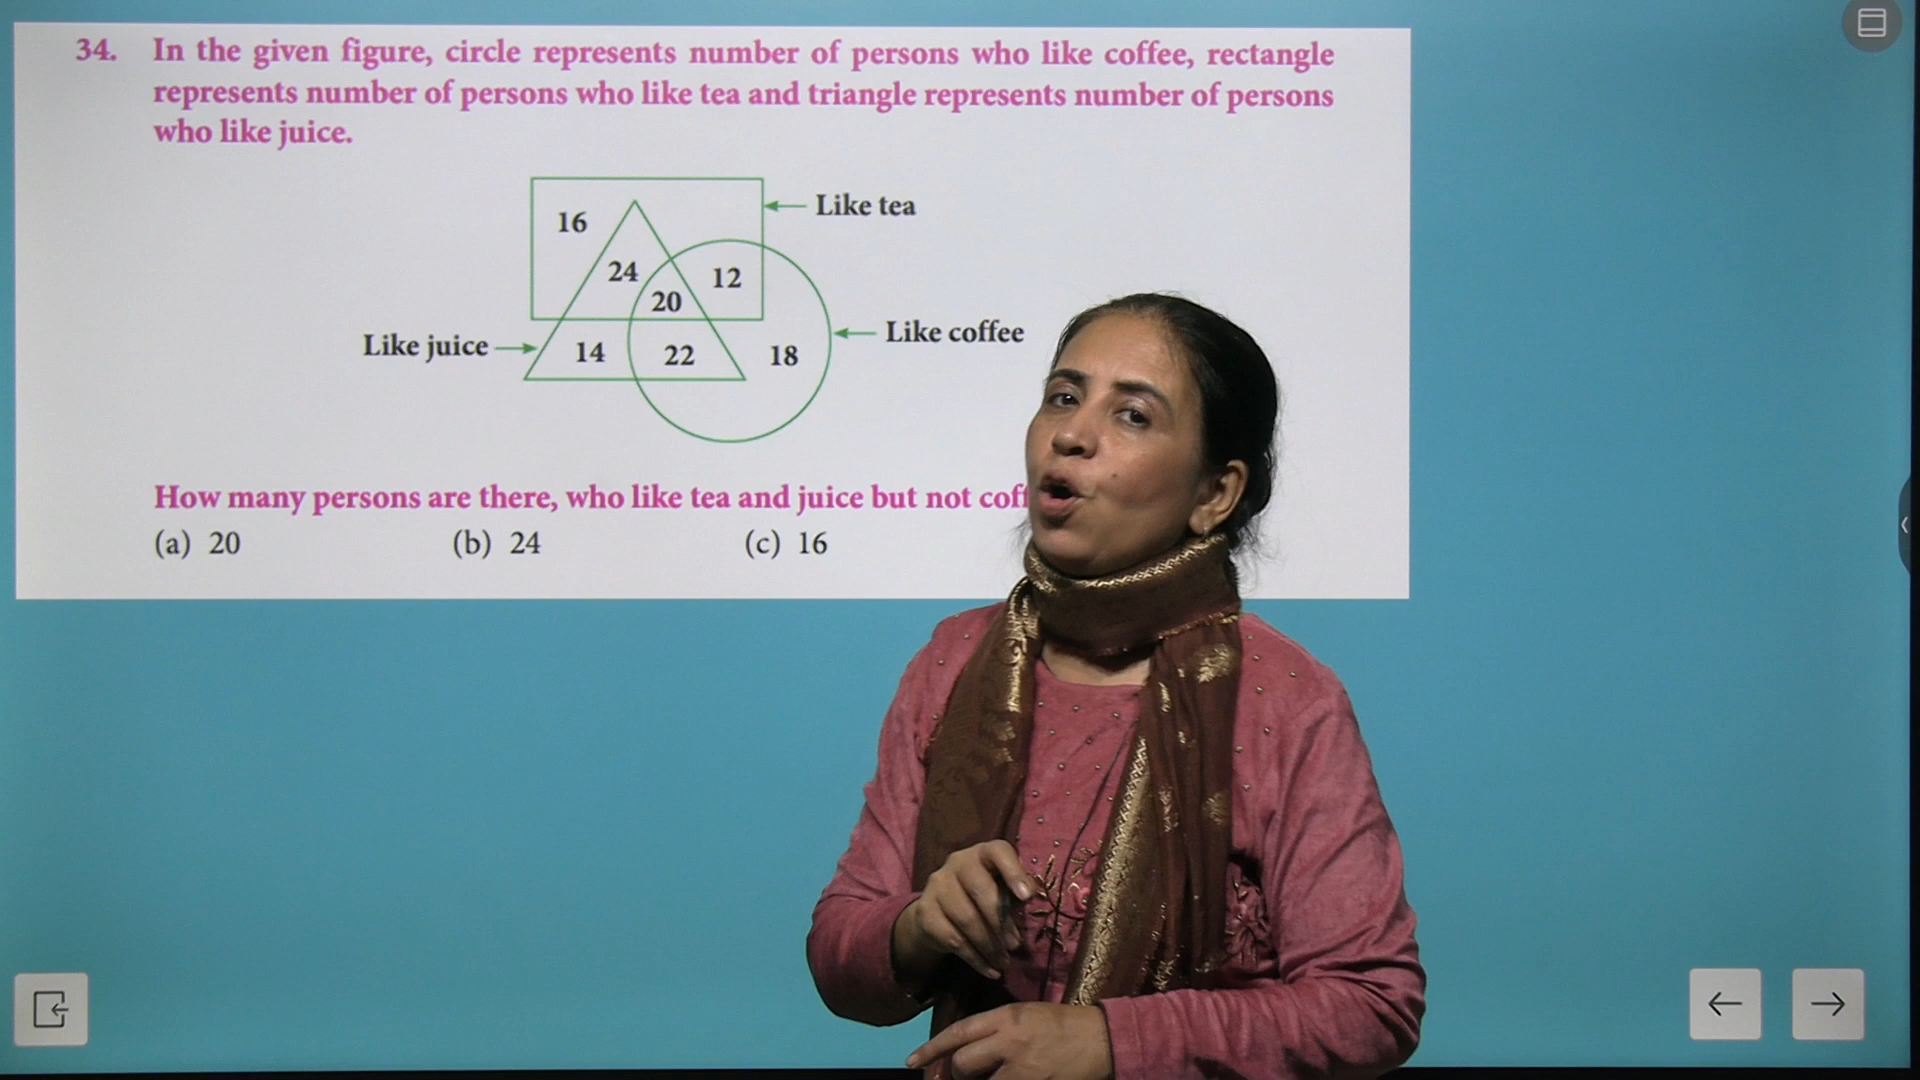 34. In the given figure, circle represents number of persons who like coffee, rectangle
represents number of persons who like tea and triangle represents number of persons
who like juice.
16
Like tea
24
12
20
Like juice
14
22
18
Like coffee
How many persons are there, who like tea and juice but not
(a) 20 (b) 24 (c) 16